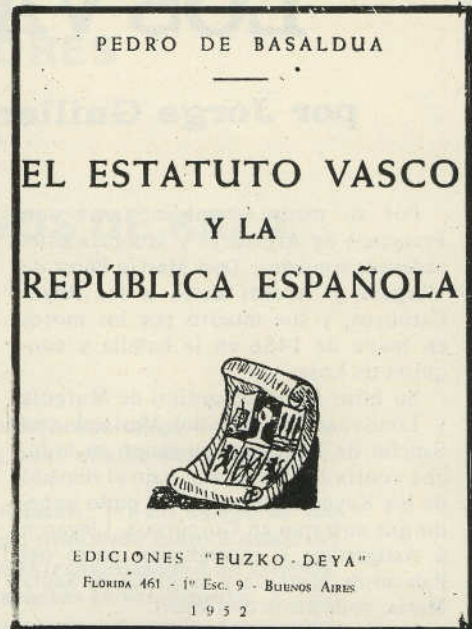 PEDRO DE BASALDUA
EL ESTATUTO VASCO
Y LA
REPÚBLICA ESPAÑOLA
EDICIONES "EUZKO-DEYA"
FLORIDA 461 - 1º ESC. 9 - BUENOS AIRES
1952